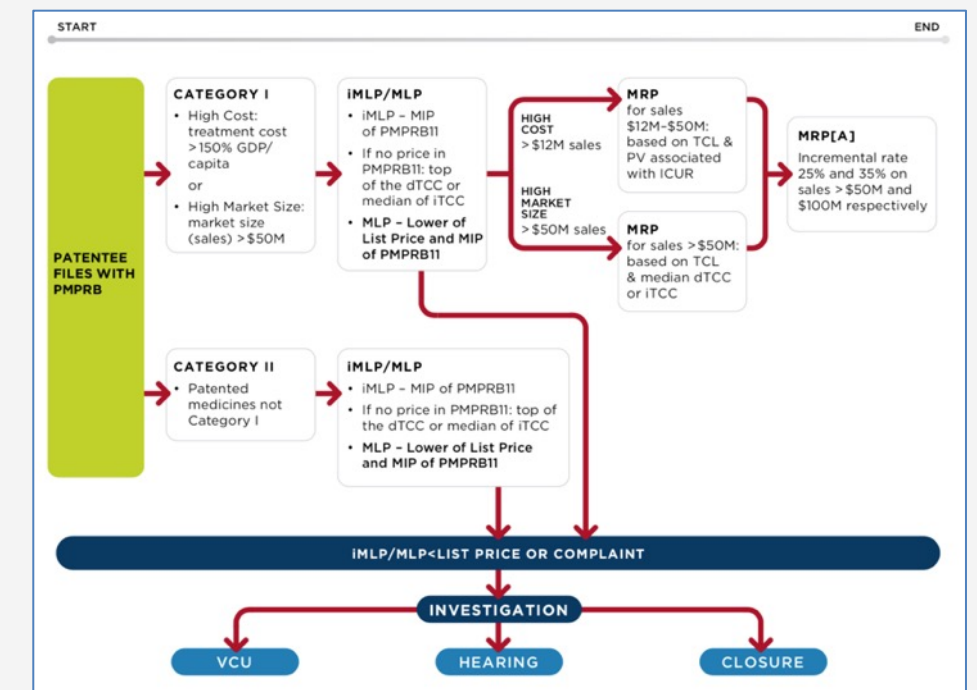 START
END
PATENTEE
FILES WITH
PMPRB
CATEGORY I
• High Cost:
treatment cost
>150% GDP/
capita
or
• High Market Size:
market size
(sales) >$50M
iMLP/MLP
• iMLP – MIP
of PMPRB11
• If no price in
PMPRB11: top
of the dTCC or
median of iTCC
• MLP – Lower of
List Price and MIP
of PMPRB11
HIGH
COST
>$12M sales
HIGH
MARKET
SIZE
>$50M sales
MRP
for sales
$12M–$50M:
based on TCL &
PV associated
with ICUR
MRP
for sales >$50M:
based on TCL
& median dTCC
or iTCC
MRP[A]
Incremental rate
25% and 35% on
sales >$50M and
$100M respectively
CATEGORY II
• Patented
medicines not
Category I
iMLP/MLP
• iMLP – MIP of PMPRB11
• If no price in PMPRB11: top of
the dTCC or median of iTCC
• MLP – Lower of List Price
and MIP of PMPRB11
iMLP/MLP<LIST PRICE OR COMPLAINT
INVESTIGATION
VCU
HEARING
CLOSURE